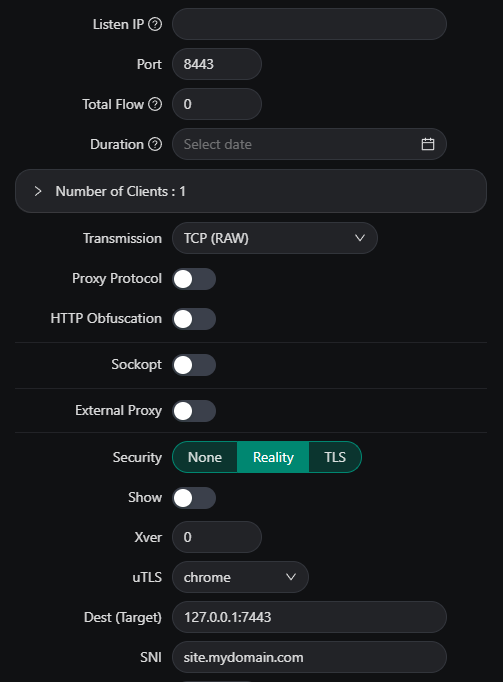 Listen IP
Port 8443
Total Flow 0
Duration Select date
Number of Clients : 1
Transmission TCP (RAW)
Proxy Protocol
HTTP Obfuscation
Sockopt
External Proxy
Security None Reality TLS
Show
Xver 0
uTLS chrome
Dest (Target) 127.0.0.1:7443
SNI site.mydomain.com